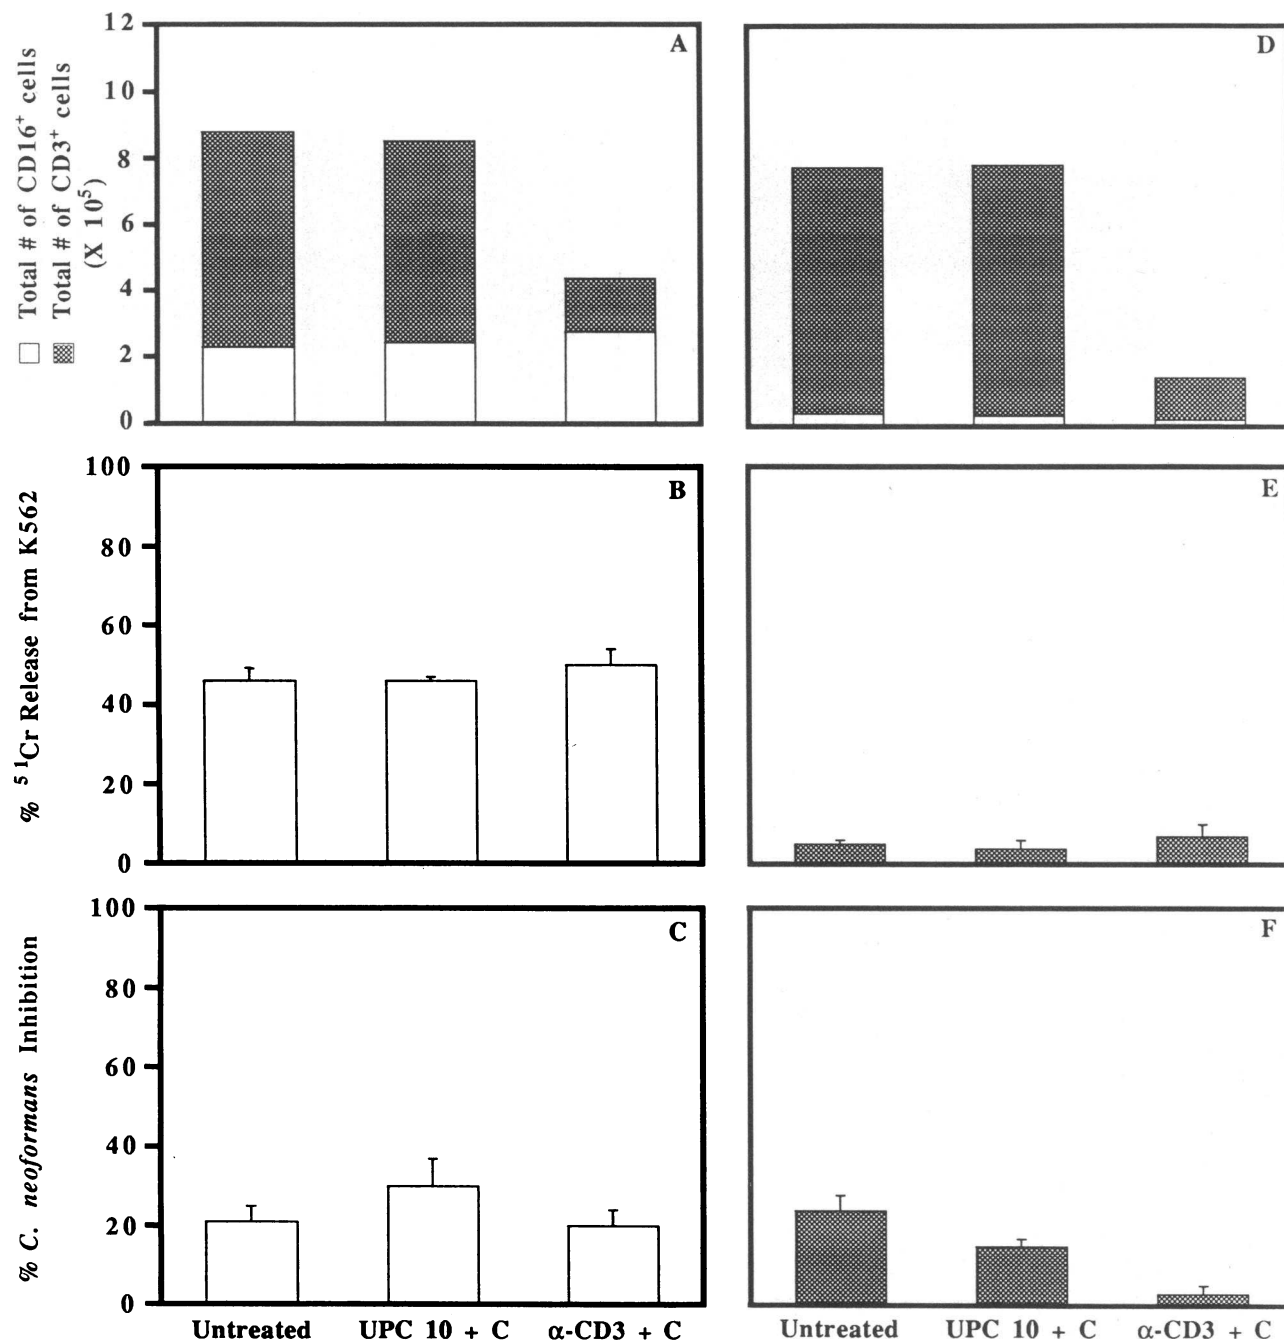 Total # of CD16⁺ cells
Total # of CD3⁺ cells
(X 10⁵)
12
10
8
6
4
2
0
A
D
% ⁵¹Cr Release from K562
100
80
60
40
20
0
B
E
% C. neoformans Inhibition
100
80
60
40
20
0
C
F
Untreated UPC 10 + C α-CD3 + C
Untreated UPC 10 + C α-CD3 + C